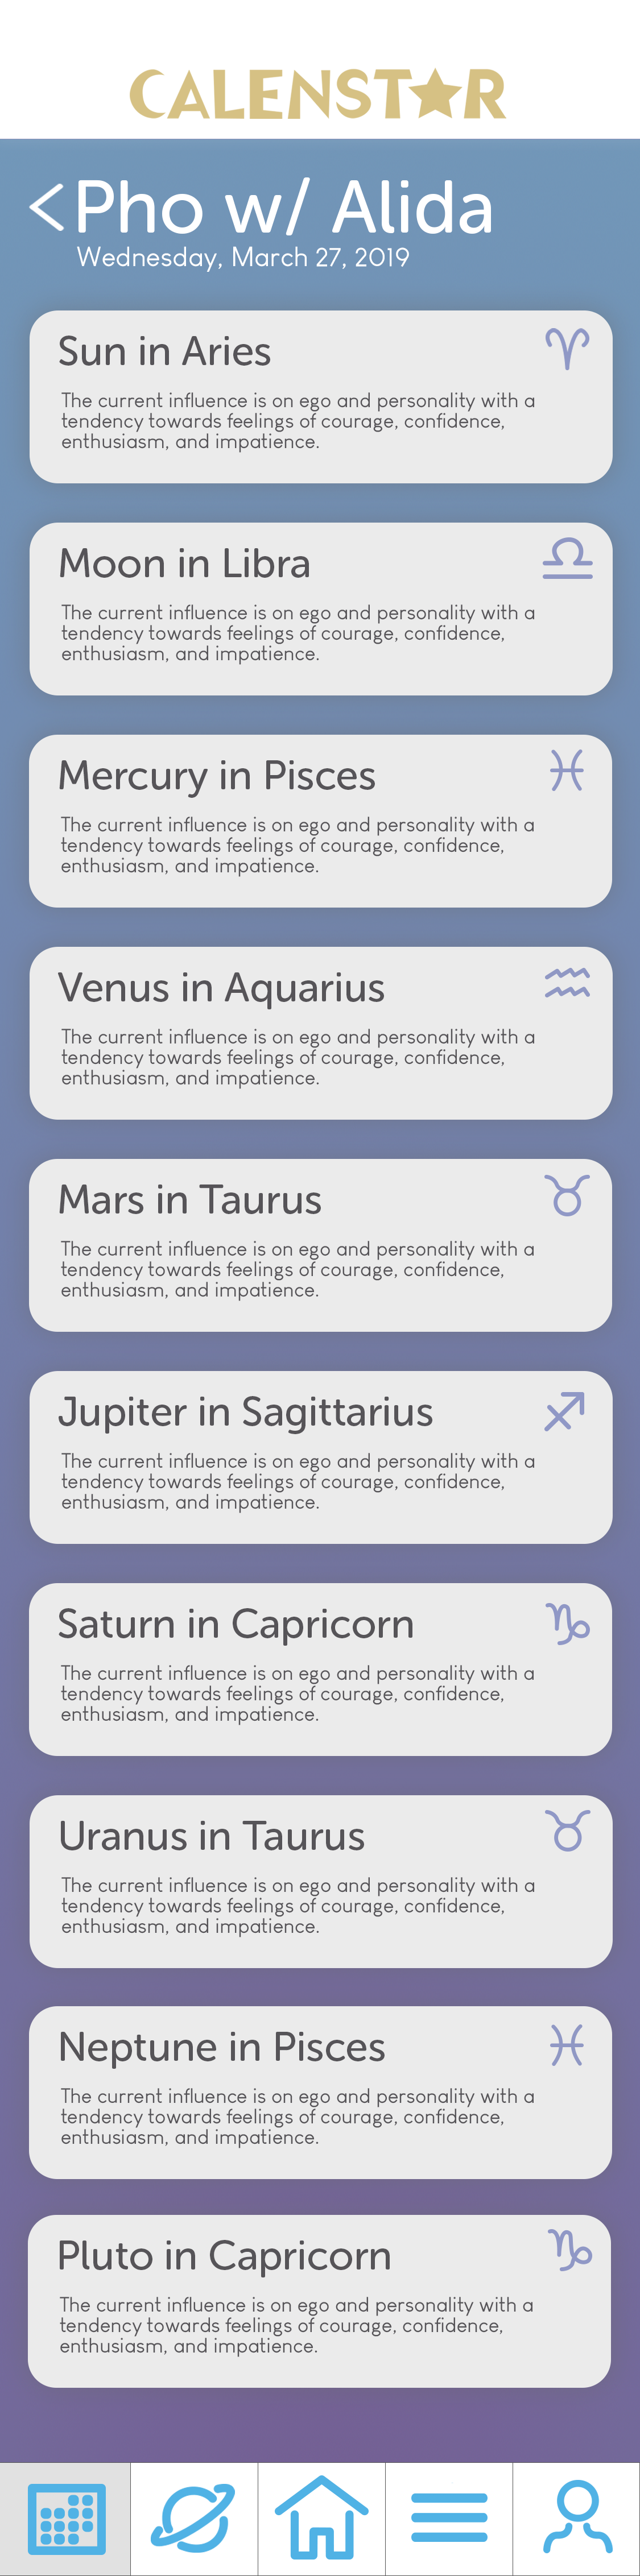 CALENSTAR
Pho w/ Alida
Wednesday, March 27, 2019
Sun in Aries
The current influence is on ego and personality with a
tendency towards feelings of courage, confidence,
enthusiasm, and impatience.
Moon in Libra
The current influence is on ego and personality with a
tendency towards feelings of courage, confidence,
enthusiasm, and impatience.
Mercury in Pisces
The current influence is on ego and personality with a
tendency towards feelings of courage, confidence,
enthusiasm, and impatience.
Venus in Aquarius
The current influence is on ego and personality with a
tendency towards feelings of courage, confidence,
enthusiasm, and impatience.
Mars in Taurus
The current influence is on ego and personality with a
tendency towards feelings of courage, confidence,
enthusiasm, and impatience.
Jupiter in Sagittarius
The current influence is on ego and personality with a
tendency towards feelings of courage, confidence,
enthusiasm, and impatience.
Saturn in Capricorn
The current influence is on ego and personality with a
tendency towards feelings of courage, confidence,
enthusiasm, and impatience.
Uranus in Taurus
The current influence is on ego and personality with a
tendency towards feelings of courage, confidence,
enthusiasm, and impatience.
Neptune in Pisces
The current influence is on ego and personality with a
tendency towards feelings of courage, confidence,
enthusiasm, and impatience.
Pluto in Capricorn
The current influence is on ego and personality with a
tendency towards feelings of courage, confidence,
enthusiasm, and impatience.